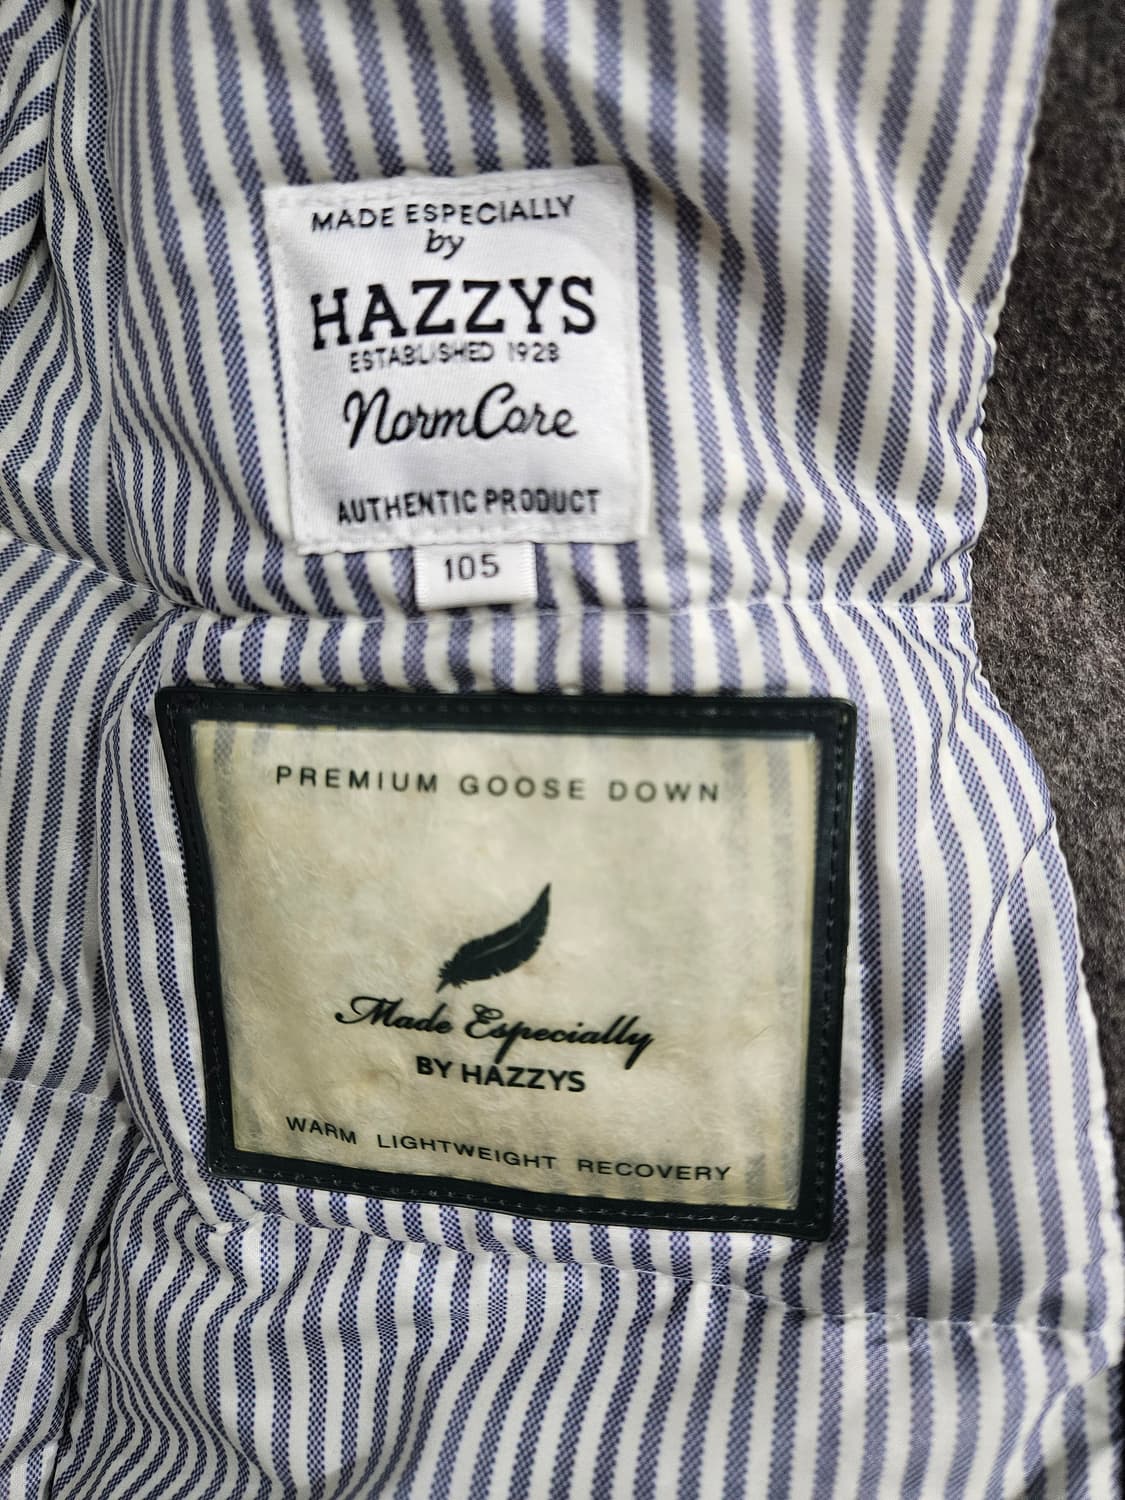 MADE ESPECIALLY
by
HAZZYS
ESTABLISHED 1928
NormCore
AUTHENTIC PRODUCT
105
PREMIUM GOOSE DOWN
Made Especially
BY HAZZYS
WARM LIGHTWEIGHT RECOVERY